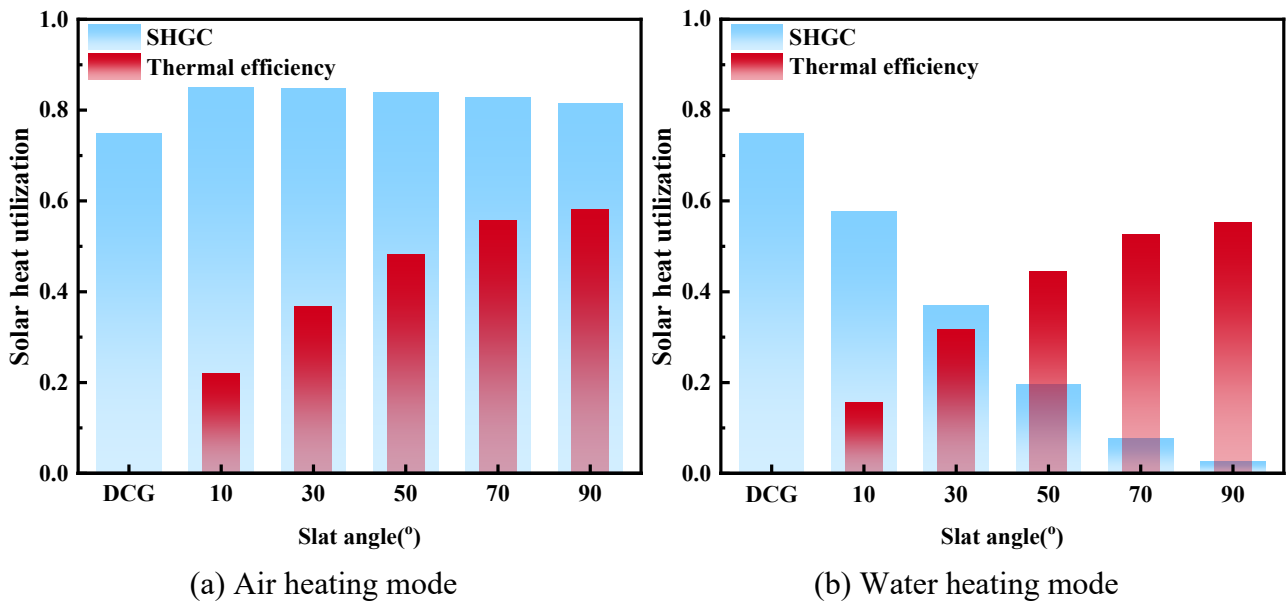 1.0
0.8
0.6
0.4
0.2
0.0
Solar heat utilization
SHGC
Thermal efficiency
DCG 10 30 50 70 90
Slat angle(º)
(a) Air heating mode
1.0
0.8
0.6
0.4
0.2
0.0
Solar heat utilization
SHGC
Thermal efficiency
DCG 10 30 50 70 90
Slat angle(º)
(b) Water heating mode